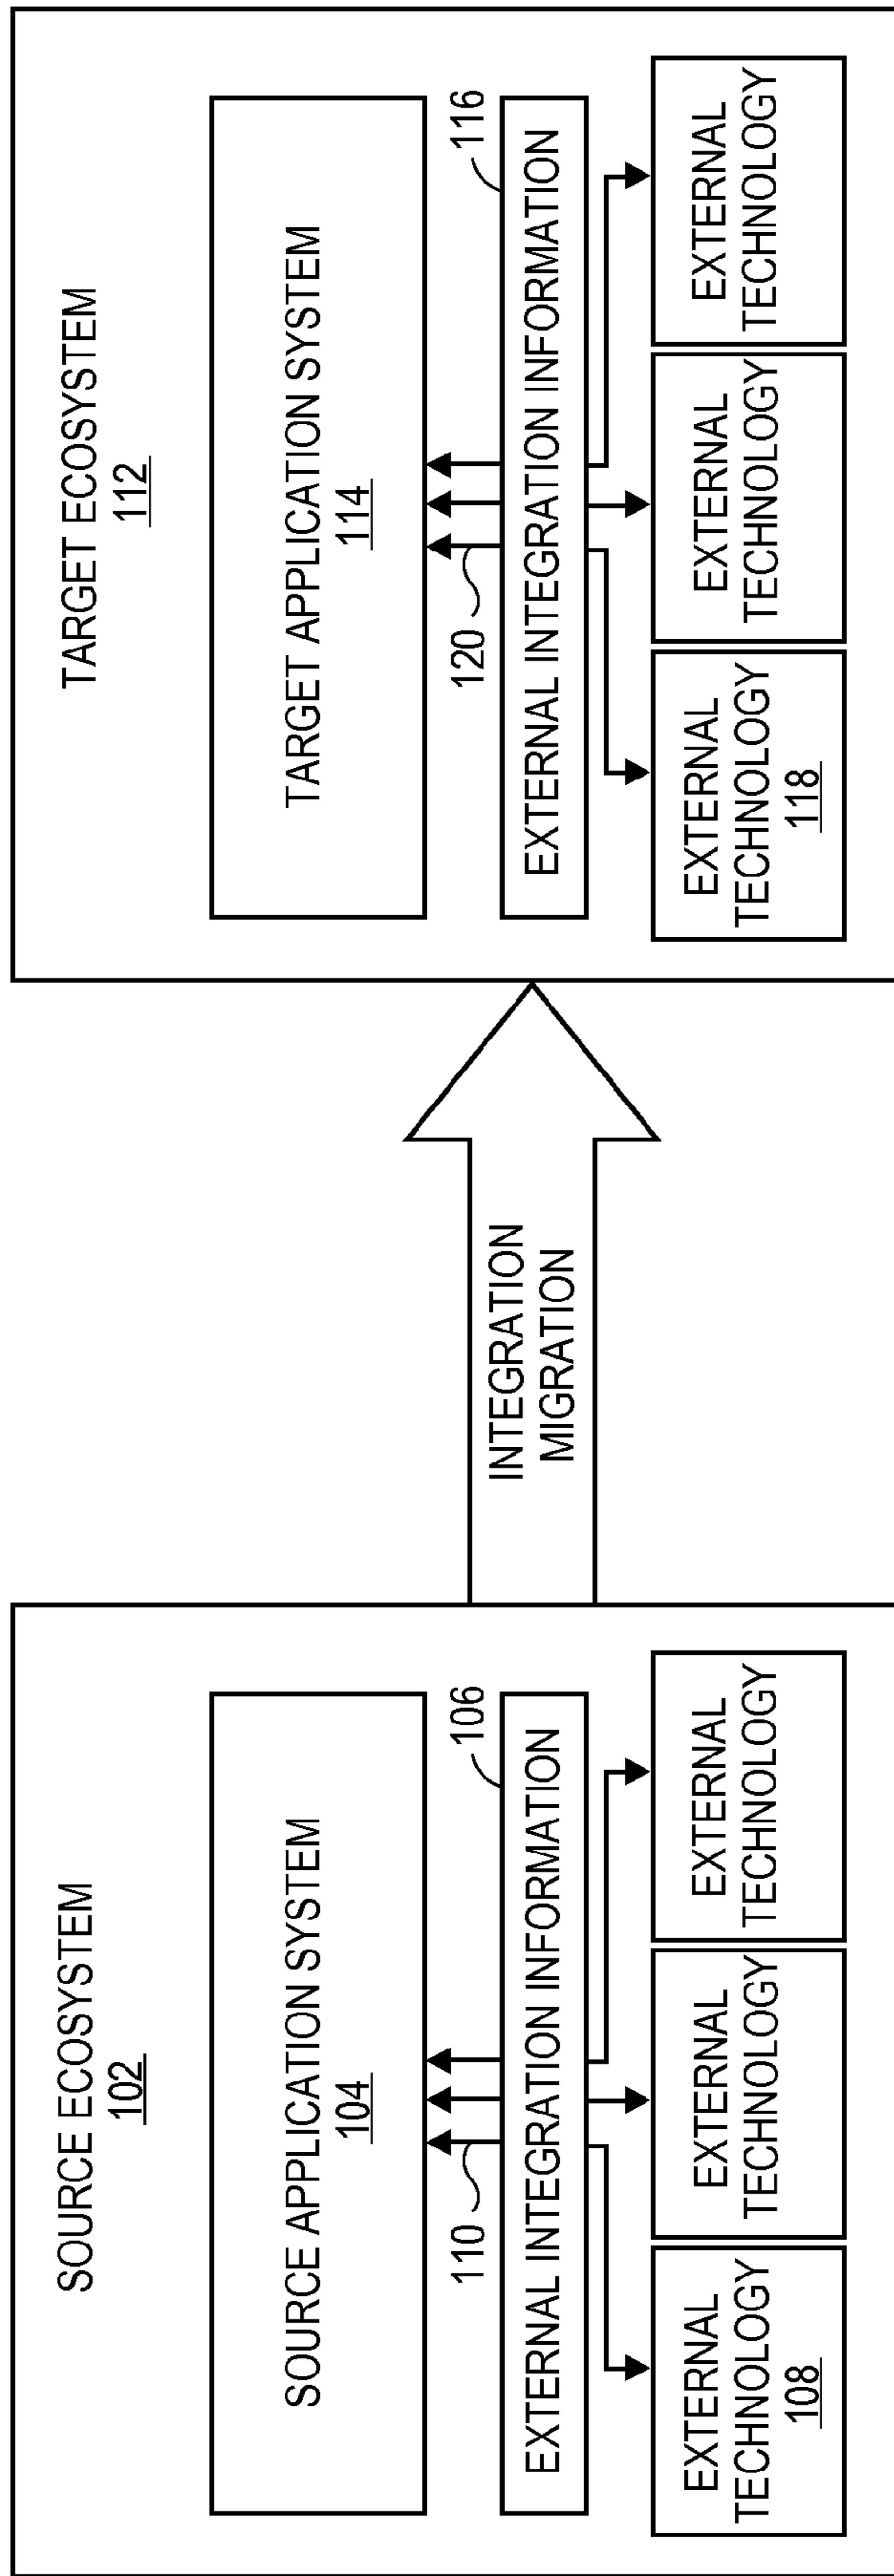 SOURCE ECOSYSTEM
102
SOURCE APPLICATION SYSTEM
104
110
106
EXTERNAL INTEGRATION INFORMATION
EXTERNAL
TECHNOLOGY
108
EXTERNAL
TECHNOLOGY
EXTERNAL
TECHNOLOGY
INTEGRATION
MIGRATION
TARGET ECOSYSTEM
112
TARGET APPLICATION SYSTEM
114
120
116
EXTERNAL INTEGRATION INFORMATION
EXTERNAL
TECHNOLOGY
118
EXTERNAL
TECHNOLOGY
EXTERNAL
TECHNOLOGY